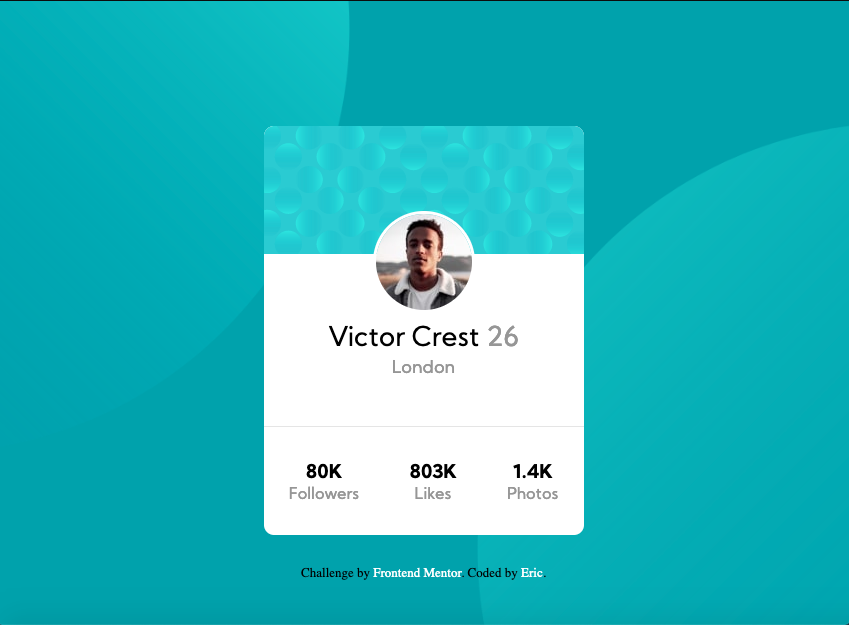 Victor Crest 26
London
80K 803K 1.4K
Followers Likes Photos
Challenge by Frontend Mentor. Coded by Eric.